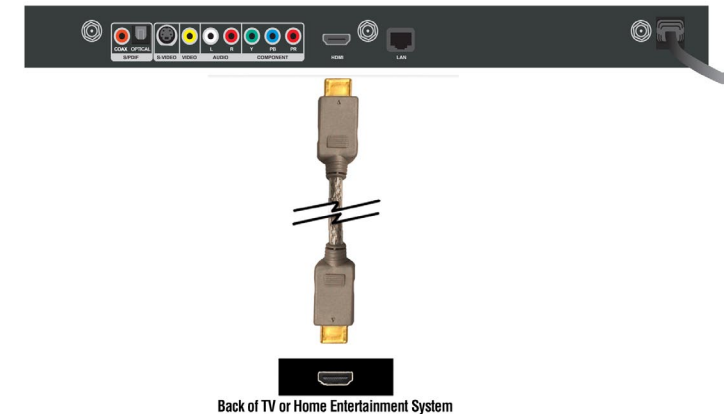 COAX OPTICAL L R Y PB PR
S/PDIF S-VIDEO VIDEO AUDIO COMPONENT HDMI LAN
Back of TV or Home Entertainment System